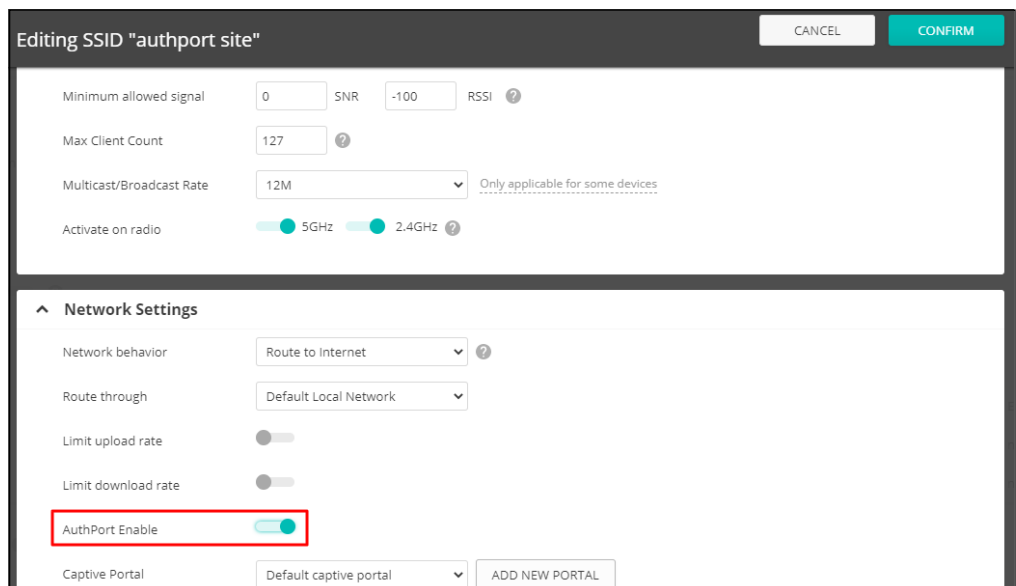 Editing SSID "authport site"
CANCEL
CONFIRM
Minimum allowed signal
0
SNR
-100
RSSI
?
Max Client Count
127
?
Multicast/Broadcast Rate
12M
Only applicable for some devices
Activate on radio
5GHz
2.4GHz
?
Network Settings
Network behavior
Route to Internet
?
Route through
Default Local Network
Limit upload rate
Limit download rate
AuthPort Enable
Captive Portal
Default captive portal
ADD NEW PORTAL